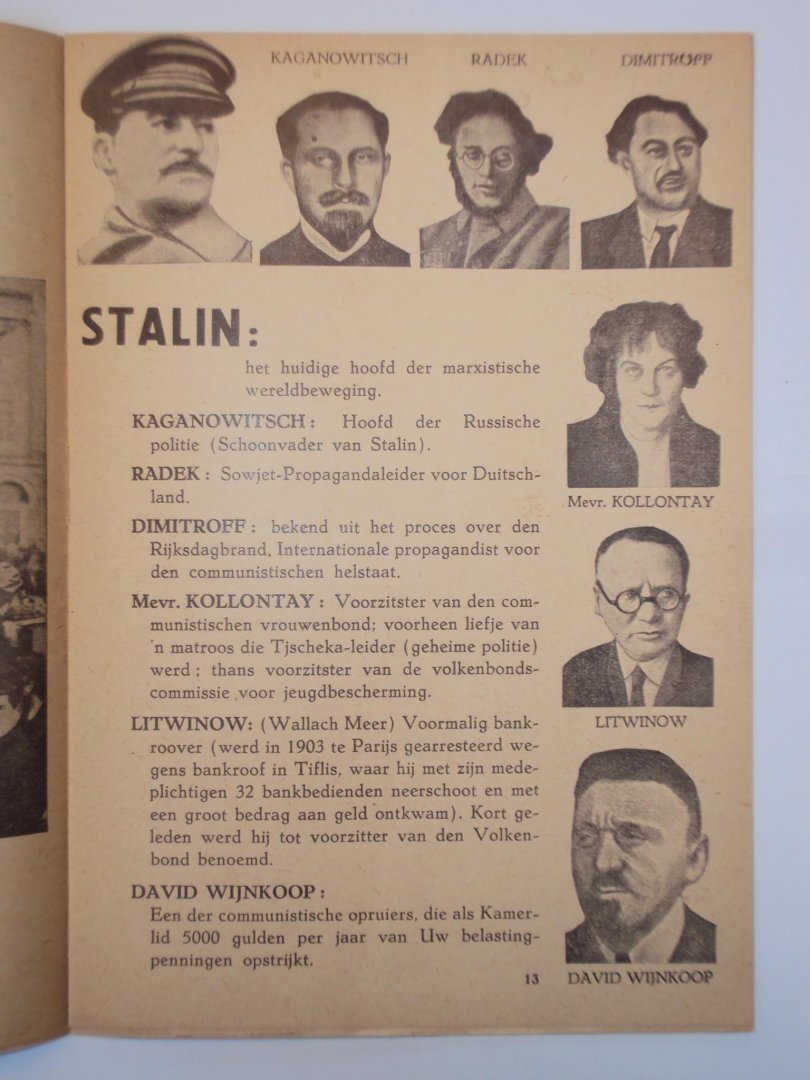 KAGANOWITSCH RADEK DIMITROFF
STALIN:
het huidige hoofd der marxistische
wereldbeweging.
KAGANOWITSCH: Hoofd der Russische
politie (Schoonvader van Stalin).
RADEK: Sowjet-Propagandaleider voor Duitsch-
land.
DIMITROFF: bekend uit het proces over den
Rijksdagbrand. Internationale propagandist voor
den communistischen helstaat.
Mevr. KOLLONTAY: Voorzitster van den com-
munistischen vrouwenbond; voorheen liefje van
'n matroos die Tjscheka-leider (geheime politie)
werd; thans voorzitster van de volkenbonds-
commissie voor jeugdbescherming.
LITWINOW: (Wallach Meer) Voormalig bank-
roover (werd in 1903 te Parijs gearresteerd we-
gens bankroof in Tiflis, waar hij met zijn mede-
plichtigen 32 bankbedienden neerschoot en met
een groot bedrag aan geld ontkwam). Kort ge-
leden werd hij tot voorzitter van den Volken-
bond benoemd.
DAVID WIJNKOOP:
Een der communistische opruiers, die als Kamer-
lid 5000 gulden per jaar van Uw belasting-
penningen opstrijkt.
Mevr. KOLLONTAY
LITWINOW
DAVID WIJNKOOP
13